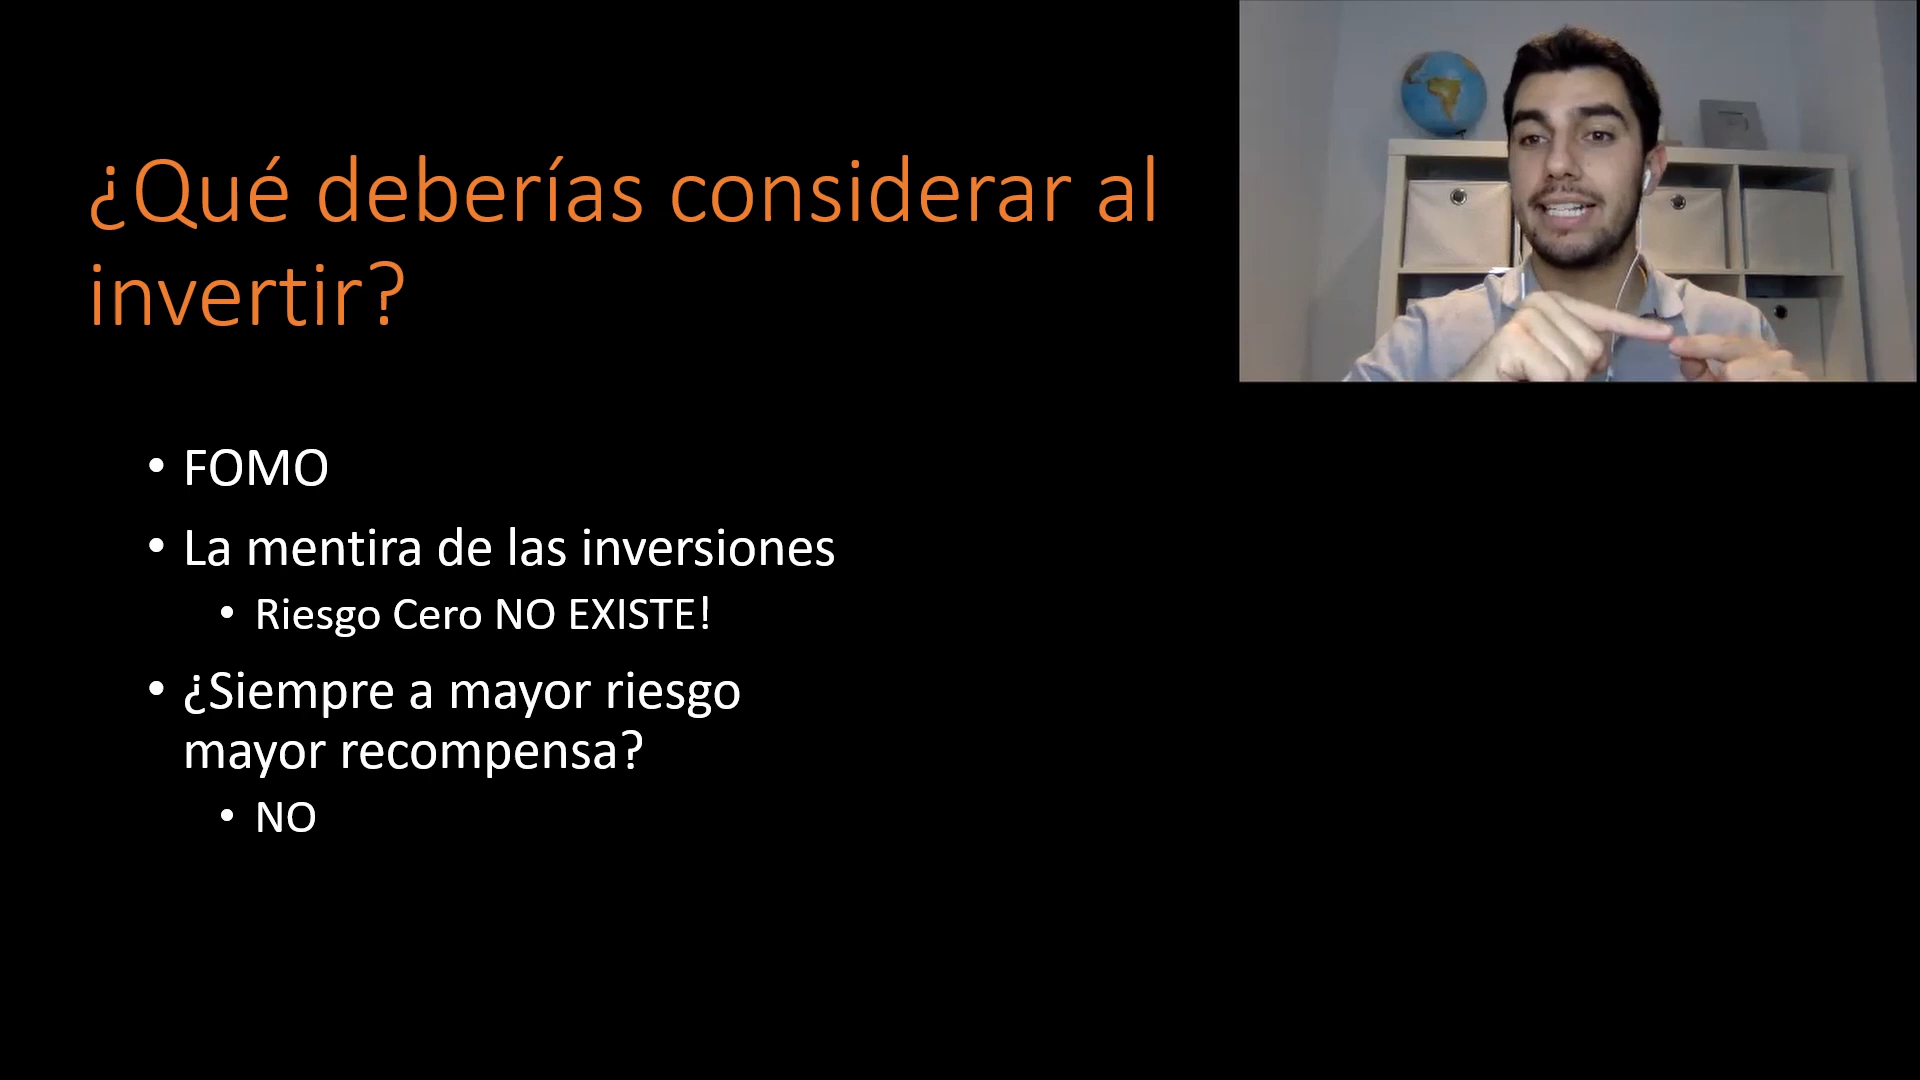 ¿Qué deberías considerar al
invertir?
• FOMO
• La mentira de las inversiones
• Riesgo Cero NO EXISTE!
• ¿Siempre a mayor riesgo
mayor recompensa?
• NO